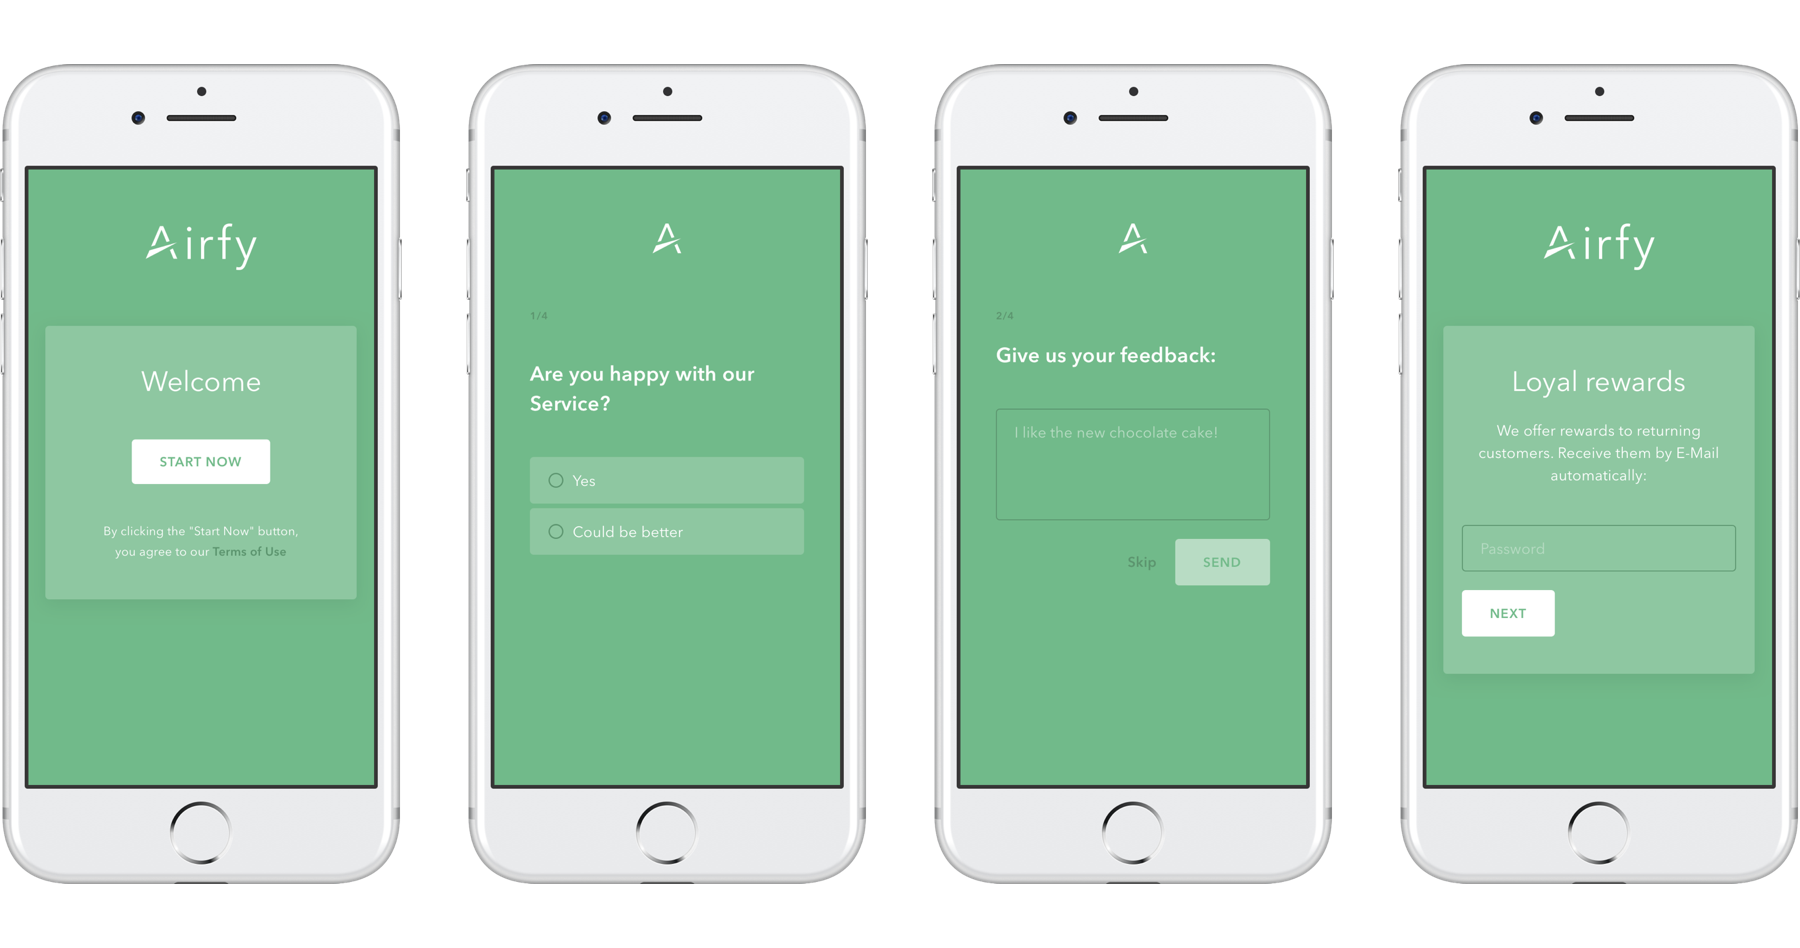 Airfy
Welcome
START NOW
By clicking the "Start Now" button,
you agree to our Terms of Use
1/4
Are you happy with our
Service?
Yes
Could be better
2/4
Give us your feedback:
I like the new chocolate cake!
Skip
SEND
Airfy
Loyal rewards
We offer rewards to returning
customers. Receive them by E-Mail
automatically:
Password
NEXT